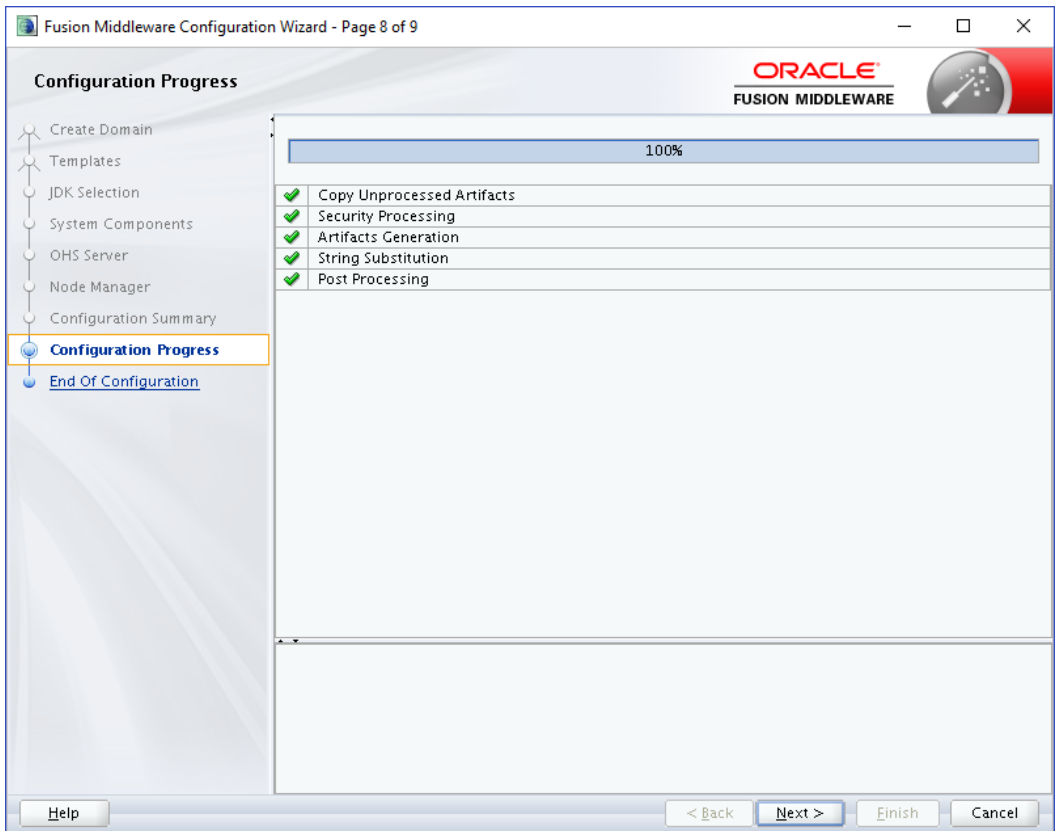 Fusion Middleware Configuration Wizard - Page 8 of 9
Configuration Progress
ORACLE
FUSION MIDDLEWARE
Create Domain
Templates
JDK Selection
System Components
OHS Server
Node Manager
Configuration Summary
Configuration Progress
End Of Configuration
100%
Copy Unprocessed Artifacts
Security Processing
Artifacts Generation
String Substitution
Post Processing
Help
< Back
Next >
Finish
Cancel